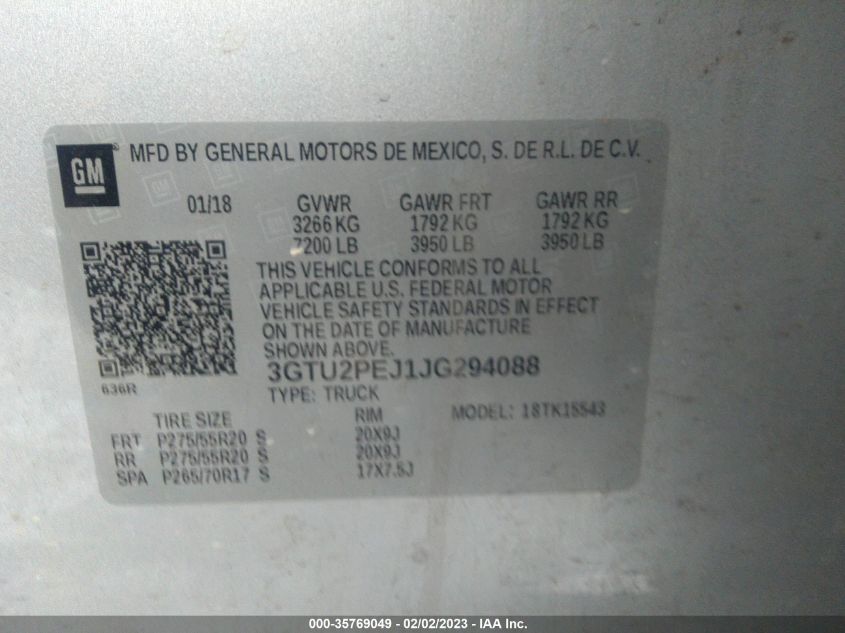 GM ® MFD BY GENERAL MOTORS DE MEXICO, S. DE R.L. DE C.V.
01/18 GVWR GAWR FRT GAWR RR
3266 KG 1792 KG 1792 KG
7200 LB 3950 LB 3950 LB
THIS VEHICLE CONFORMS TO ALL
APPLICABLE U.S. FEDERAL MOTOR
VEHICLE SAFETY STANDARDS IN EFFECT
ON THE DATE OF MANUFACTURE
SHOWN ABOVE.
3GTU2PEJ1JG294088
636R
TYPE: TRUCK
TIRE SIZE RIM MODEL: 18TK15543
FRT P275/55R20 S 20X9J
RR P275/55R20 S 20X9J
SPA P265/70R17 S 17X7.5J
000-35769049 - 02/02/2023 - IAA Inc.